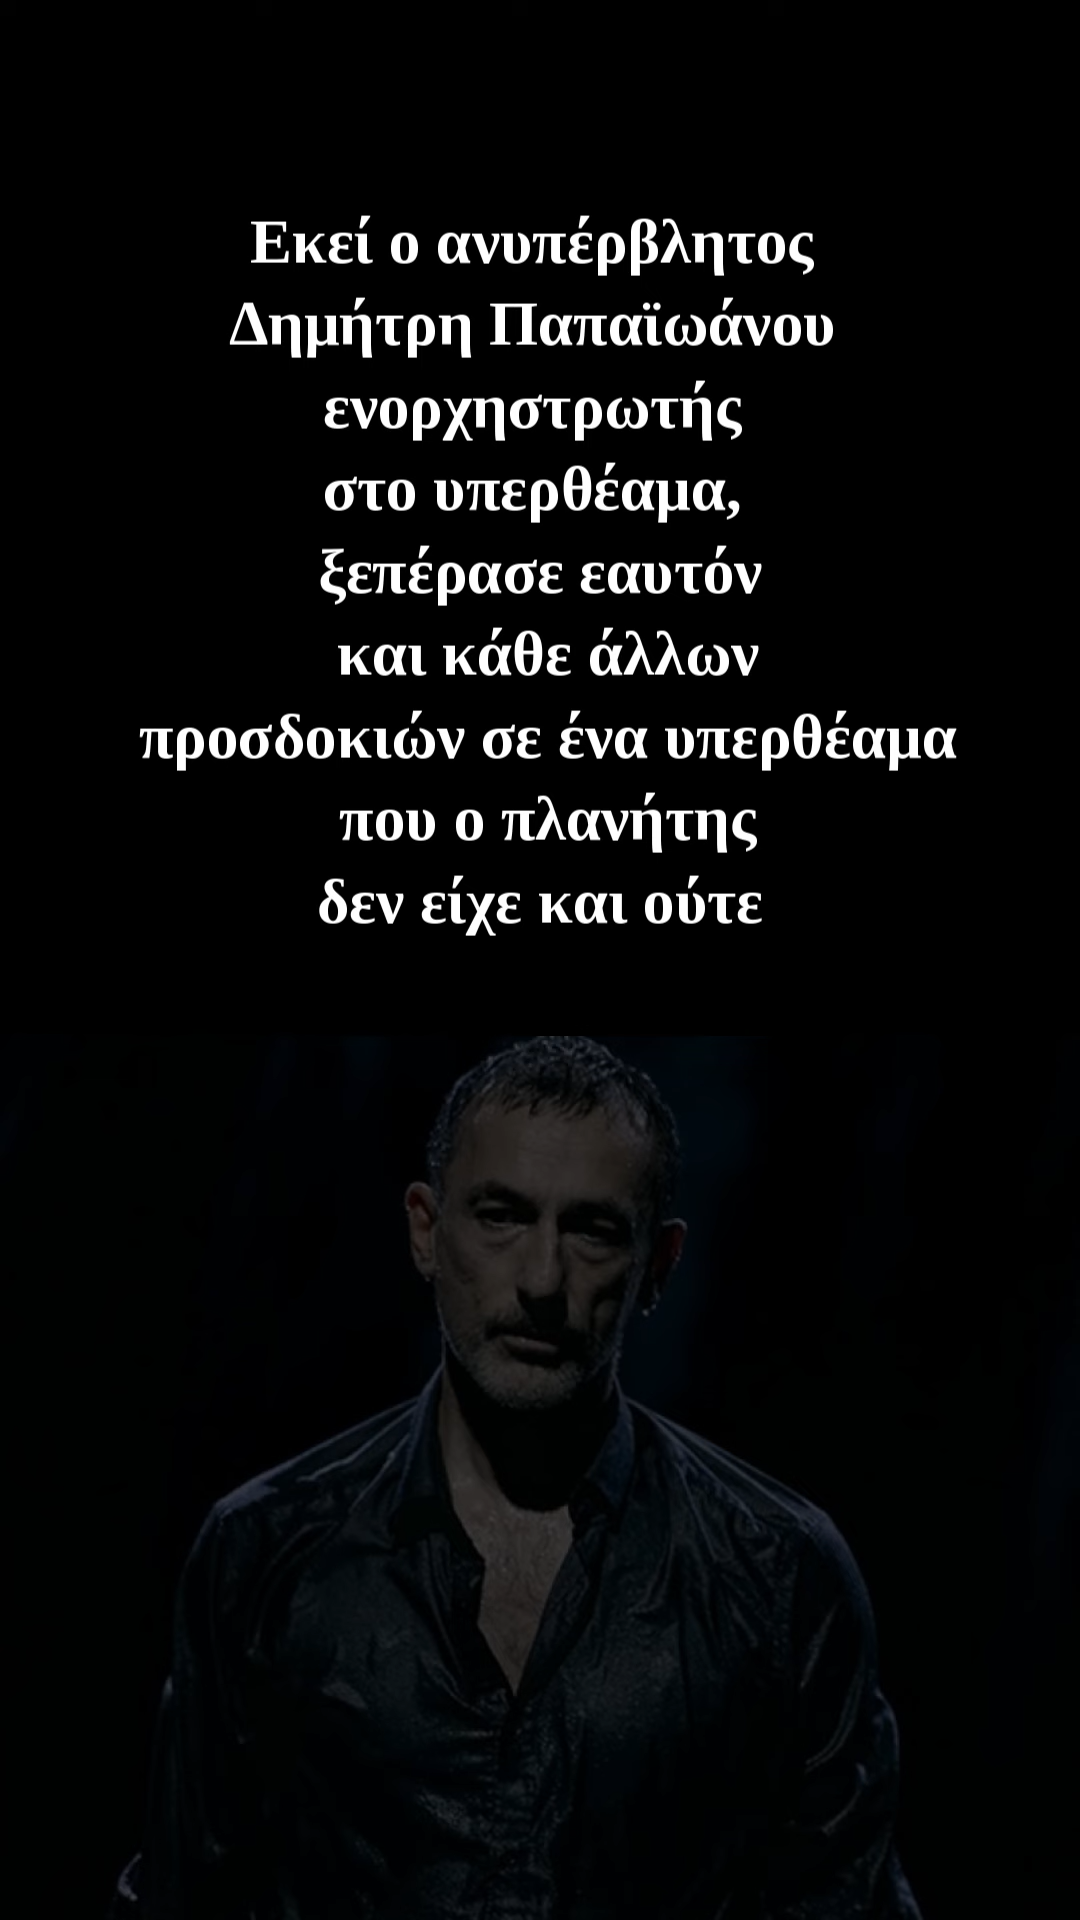 Εκεί ο ανυπέρβλητος
Δημήτρη Παπαϊωάνου
ενορχηστρωτής
στο υπερθέαμα,
ξεπέρασε εαυτόν
και κάθε άλλων
προσδοκιών σε ένα υπερθέαμα
που ο πλανήτης
δεν είχε και ούτε